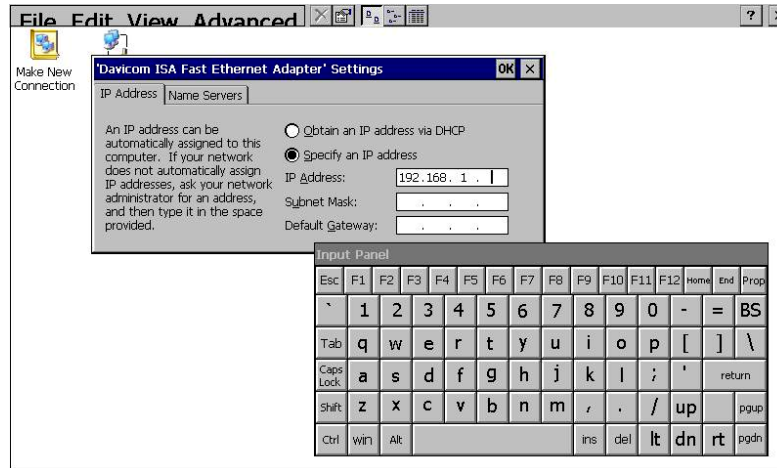 File Edit View Advanced ?
Make New
Connection
'Davicom ISA Fast Ethernet Adapter' Settings OK ×
IP Address Name Servers
An IP address can be
automatically assigned to this
computer. If your network
does not automatically assign
IP addresses, ask your network
administrator for an address,
and then type it in the space
provided.
Obtain an IP address via DHCP
Specify an IP address
IP Address: 192.168. 1 .
Subnet Mask: . . .
Default Gateway: . . .
Input Panel
Esc F1 F2 F3 F4 F5 F6 F7 F8 F9 F10 F11 F12 Home End Prop
` 1 2 3 4 5 6 7 8 9 0 - = BS
Tab q w e r t y u i o p [ ] \
Caps Lock a s d f g h j k l ; ' return
Shift z x c v b n m , . / up pgup
Ctrl win Alt ins del lt dn rt pgdn